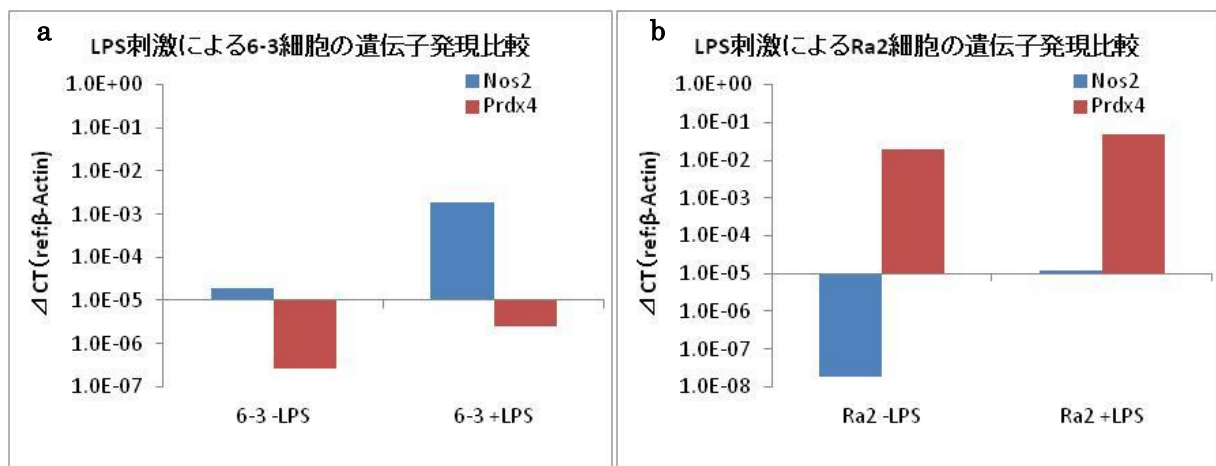 a
LPS刺激による6-3細胞の遺伝子発現比較
Nos2
Prdx4
1.0E+00
1.0E-01
1.0E-02
1.0E-03
1.0E-04
1.0E-05
1.0E-06
1.0E-07
⊿CT(ref:β-Actin)
6-3 -LPS
6-3 +LPS
b
LPS刺激によるRa2細胞の遺伝子発現比較
Nos2
Prdx4
1.0E+00
1.0E-01
1.0E-02
1.0E-03
1.0E-04
1.0E-05
1.0E-06
1.0E-07
1.0E-08
⊿CT(ref:β-Actin)
Ra2 -LPS
Ra2 +LPS